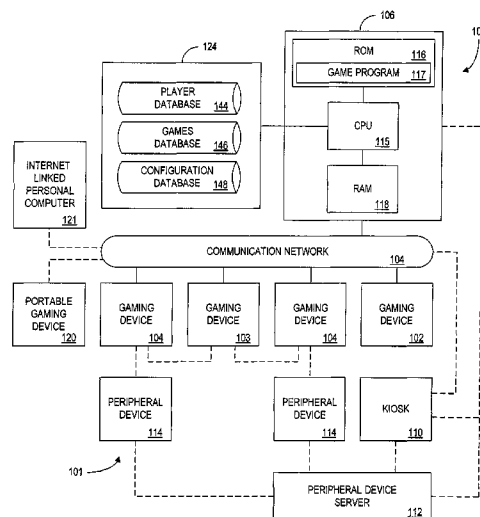 106
124
10
ROM
116
GAME PROGRAM
117
PLAYER
DATABASE
144
CPU
115
GAMES
DATABASE
146
INTERNET
LINKED
PERSONAL
COMPUTER
121
CONFIGURATION
DATABASE
148
RAM
118
COMMUNICATION NETWORK
104
PORTABLE
GAMING
DEVICE
120
GAMING
DEVICE
104
GAMING
DEVICE
103
GAMING
DEVICE
104
GAMING
DEVICE
102
PERIPHERAL
DEVICE
114
PERIPHERAL
DEVICE
114
KIOSK
110
101
PERIPHERAL DEVICE
SERVER
112